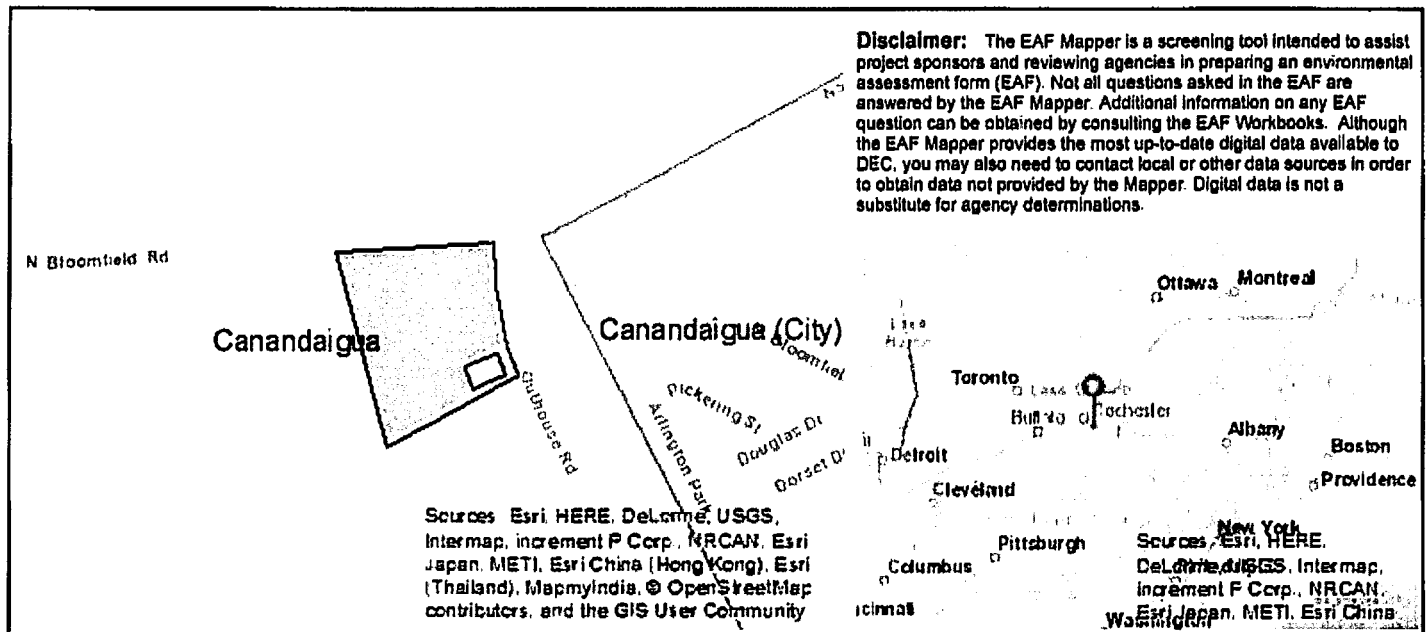 Disclaimer: The EAF Mapper is a screening tool intended to assist
project sponsors and reviewing agencies in preparing an environmental
assessment form (EAF). Not all questions asked in the EAF are
answered by the EAF Mapper. Additional information on any EAF
question can be obtained by consulting the EAF Workbooks. Although
the EAF Mapper provides the most up-to-date digital data available to
DEC, you may also need to contact local or other data sources in order
to obtain data not provided by the Mapper. Digital data is not a
substitute for agency determinations.
N Bloomfield Rd
Canandaigua
Canandaigua (City)
Pickering St
Arlington Park
Douglas Dr
Dorset D
Outhouse Rd
Sources: Esri, HERE, DeLorme, USGS,
Intermap, increment P Corp., NRCAN, Esri
Japan, METI, Esri China (Hong Kong), Esri
(Thailand), MapmyIndia, © OpenStreetMap
contributors, and the GIS User Community
Ottawa
Montreal
Toronto
Buffalo
Rochester
Albany
Boston
Providence
Detroit
Cleveland
Pittsburgh
New York
Columbus
cinnati
Washington
Sources: Esri, HERE,
DeLorme, USGS, Intermap,
increment P Corp., NRCAN,
Esri Japan, METI, Esri China